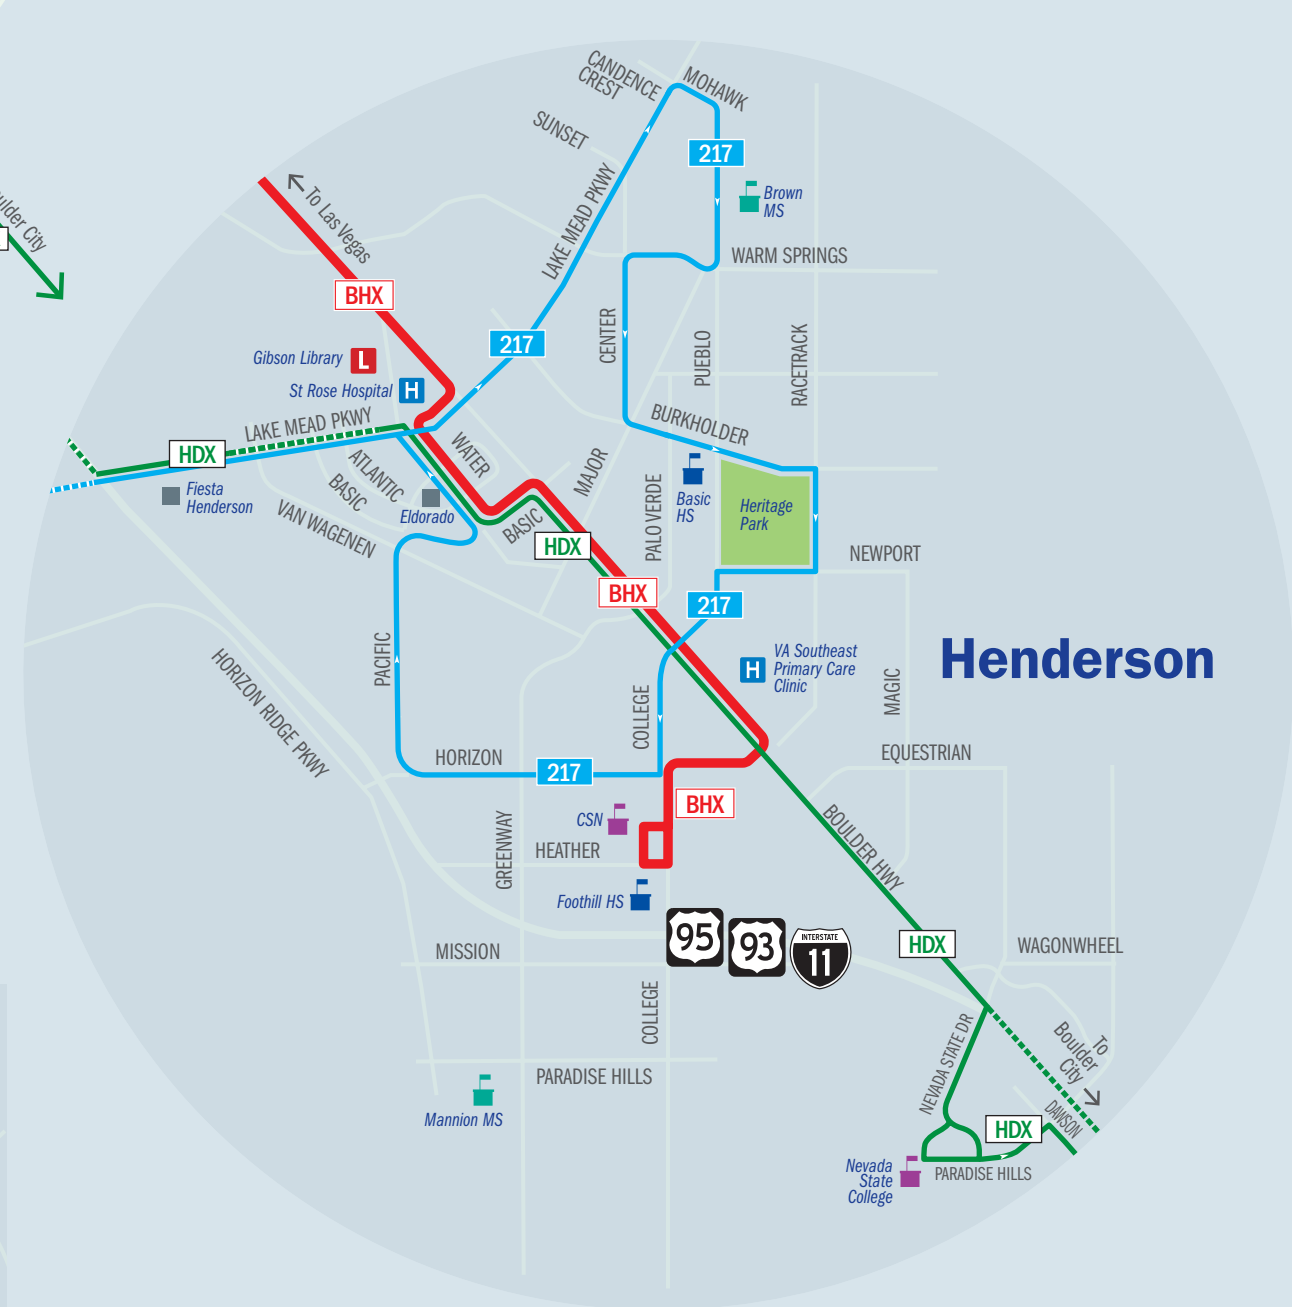 CANDENCE
CREST
MOHAWK
SUNSET
217
Brown
MS
To Las Vegas
LAKE MEAD PKWY
ulder City
WARM SPRINGS
BHX
CENTER
PUEBLO
RACETRACK
217
Gibson Library
L
St Rose Hospital
H
LAKE MEAD PKWY
BURKHOLDER
HDX
WATER
MAJOR
ATLANTIC
BASIC
Fiesta
Henderson
Eldorado
VAN WAGENEN
BASIC
PALO VERDE
Basic
HS
Heritage
Park
HDX
NEWPORT
BHX
217
Henderson
PACIFIC
HORIZON RIDGE PKWY
COLLEGE
H
VA Southeast
Primary Care
Clinic
MAGIC
HORIZON
217
EQUESTRIAN
BHX
CSN
GREENWAY
HEATHER
BOULDER HWY
Foothill HS
95
93
INTERSTATE
11
HDX
WAGONWHEEL
MISSION
COLLEGE
NEVADA STATE DR
To
Boulder
City
PARADISE HILLS
Mannion MS
DAWSON
HDX
Nevada
State
College
PARADISE HILLS